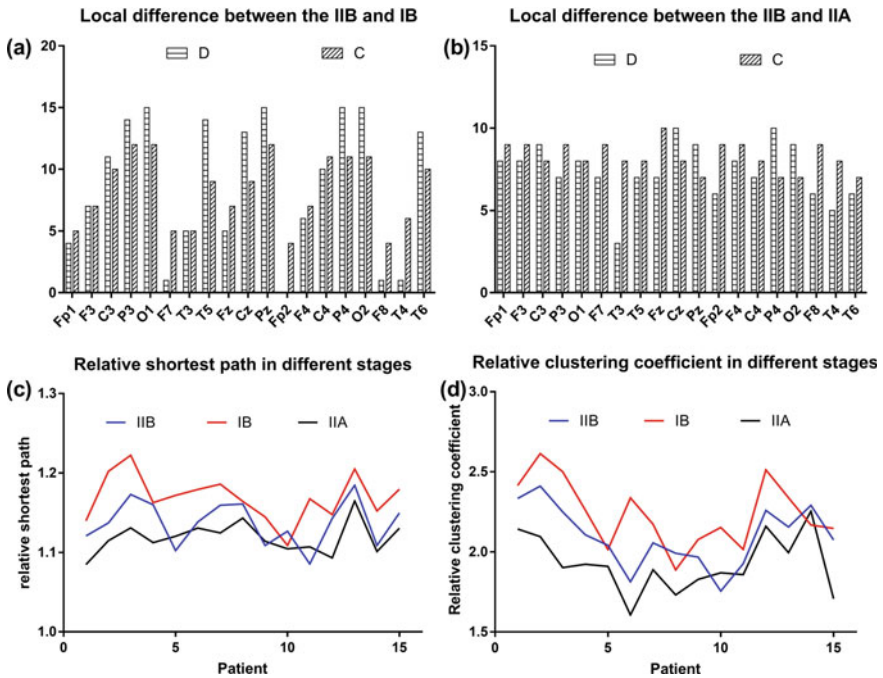 Local difference between the IIB and IB
(a)
D C
20
15
10
5
0
Fp1 F3 C3 P3 O1 F7 T3 T5 Fz Cz Pz Fp2 F4 C4 P4 O2 F8 T4 T6
Local difference between the IIB and IIA
(b)
D C
15
10
5
0
Fp1 F3 C3 P3 O1 F7 T3 T5 Fz Cz Pz Fp2 F4 C4 P4 O2 F8 T4 T6
Relative shortest path in different stages
(c)
IIB IB IIA
relative shortest path
1.3
1.2
1.1
1.0
0 5 10 15
Patient
Relative clustering coefficient in different stages
(d)
IIB IB IIA
Relative clustering coefficient
3.0
2.5
2.0
1.5
0 5 10 15
Patient